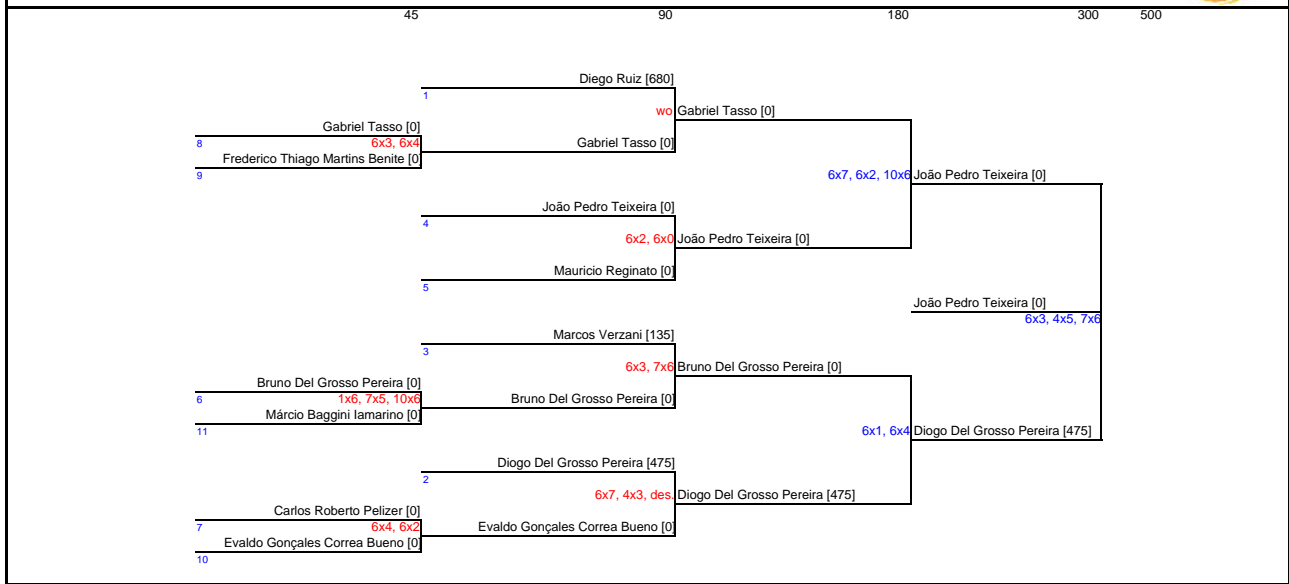 45 90 180 300 500
Diego Ruiz [680]
1
wo Gabriel Tasso [0]
Gabriel Tasso [0]
8 6x3, 6x4 Gabriel Tasso [0]
Frederico Thiago Martins Benite [0
9
6x7, 6x2, 10x6 João Pedro Teixeira [0]
João Pedro Teixeira [0]
4
6x2, 6x0 João Pedro Teixeira [0]
Mauricio Reginato [0]
5
João Pedro Teixeira [0]
6x3, 4x5, 7x6
Marcos Verzani [135]
3
6x3, 7x6 Bruno Del Grosso Pereira [0]
Bruno Del Grosso Pereira [0]
6 1x6, 7x5, 10x6 Bruno Del Grosso Pereira [0]
Márcio Baggini Iamarino [0]
11
6x1, 6x4 Diogo Del Grosso Pereira [475]
Diogo Del Grosso Pereira [475]
2
6x7, 4x3, des. Diogo Del Grosso Pereira [475]
Carlos Roberto Pelizer [0]
7 6x4, 6x2 Evaldo Gonçales Correa Bueno [0]
Evaldo Gonçales Correa Bueno [0]
10